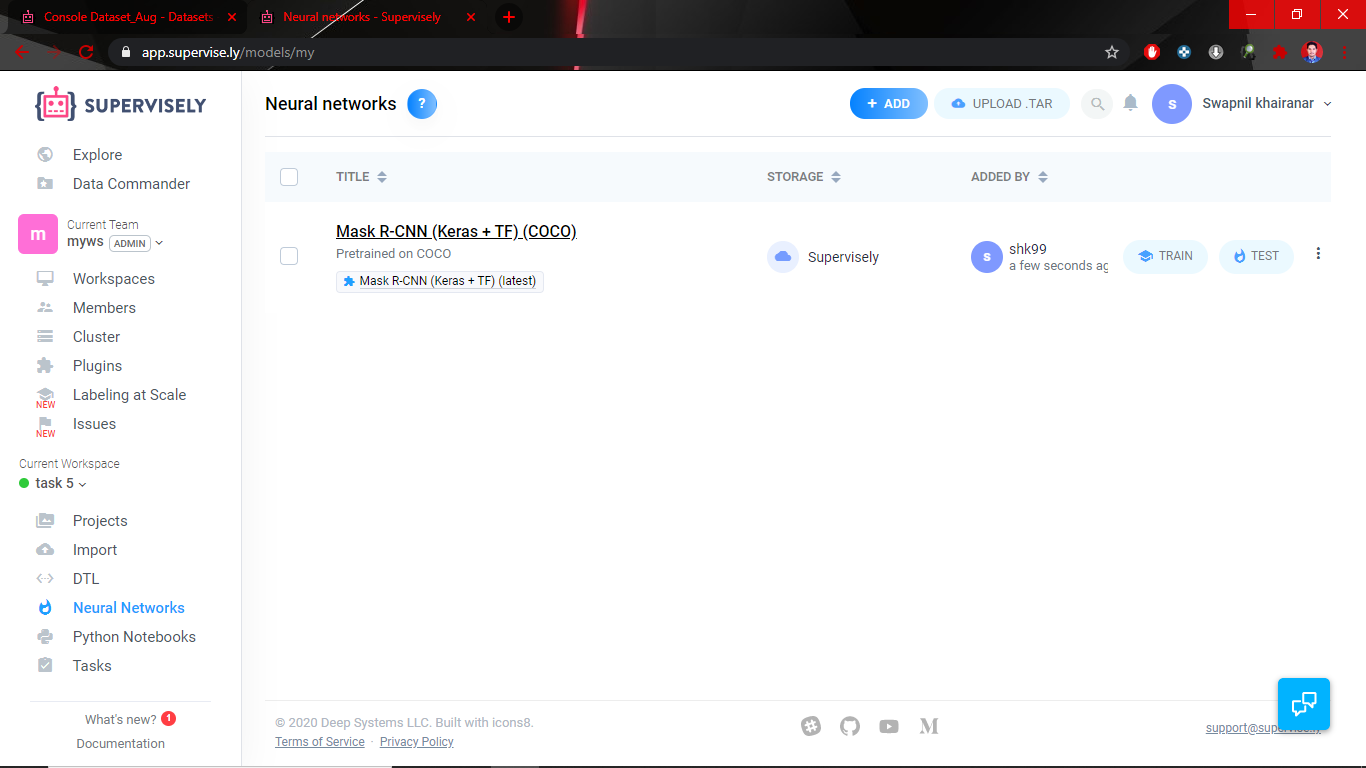 Console Dataset_Aug - Datasets
Neural networks - Supervisely
app.supervise.ly/models/my
SUPERVISELY
Explore
Data Commander
m
Current Team
myws ADMIN
Workspaces
Members
Cluster
Plugins
Labeling at Scale
NEW
Issues
NEW
Current Workspace
task 5
Projects
Import
DTL
Neural Networks
Python Notebooks
Tasks
What's new? 1
Documentation
Neural networks ?
+ ADD
UPLOAD .TAR
s
Swapnil khairanar
TITLE
STORAGE
ADDED BY
Mask R-CNN (Keras + TF) (COCO)
Pretrained on COCO
Mask R-CNN (Keras + TF) (latest)
Supervisely
s
shk99
a few seconds ag
TRAIN
TEST
© 2020 Deep Systems LLC. Built with icons8.
Terms of Service · Privacy Policy
M
support@supervise.ly